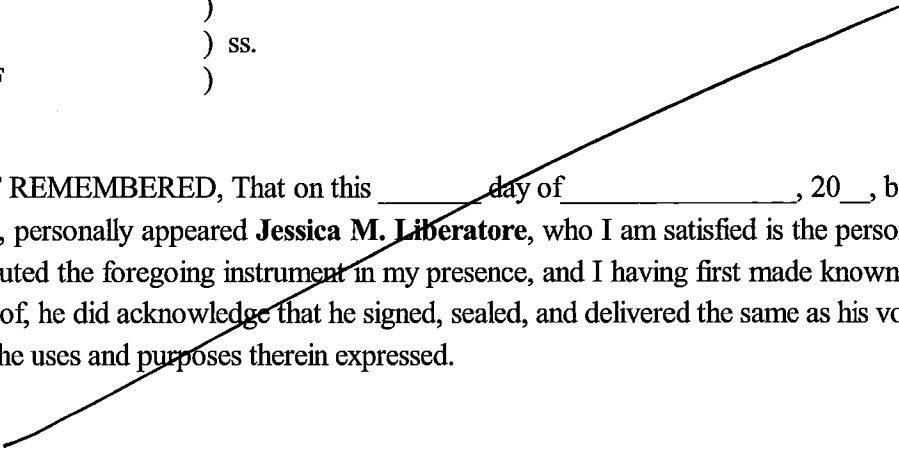 )
) ss.
)
REMEMBERED, That on this ______ day of______________, 20__, b
, personally appeared Jessica M. Liberatore, who I am satisfied is the perso
uted the foregoing instrument in my presence, and I having first made known
of, he did acknowledge that he signed, sealed, and delivered the same as his vo
he uses and purposes therein expressed.